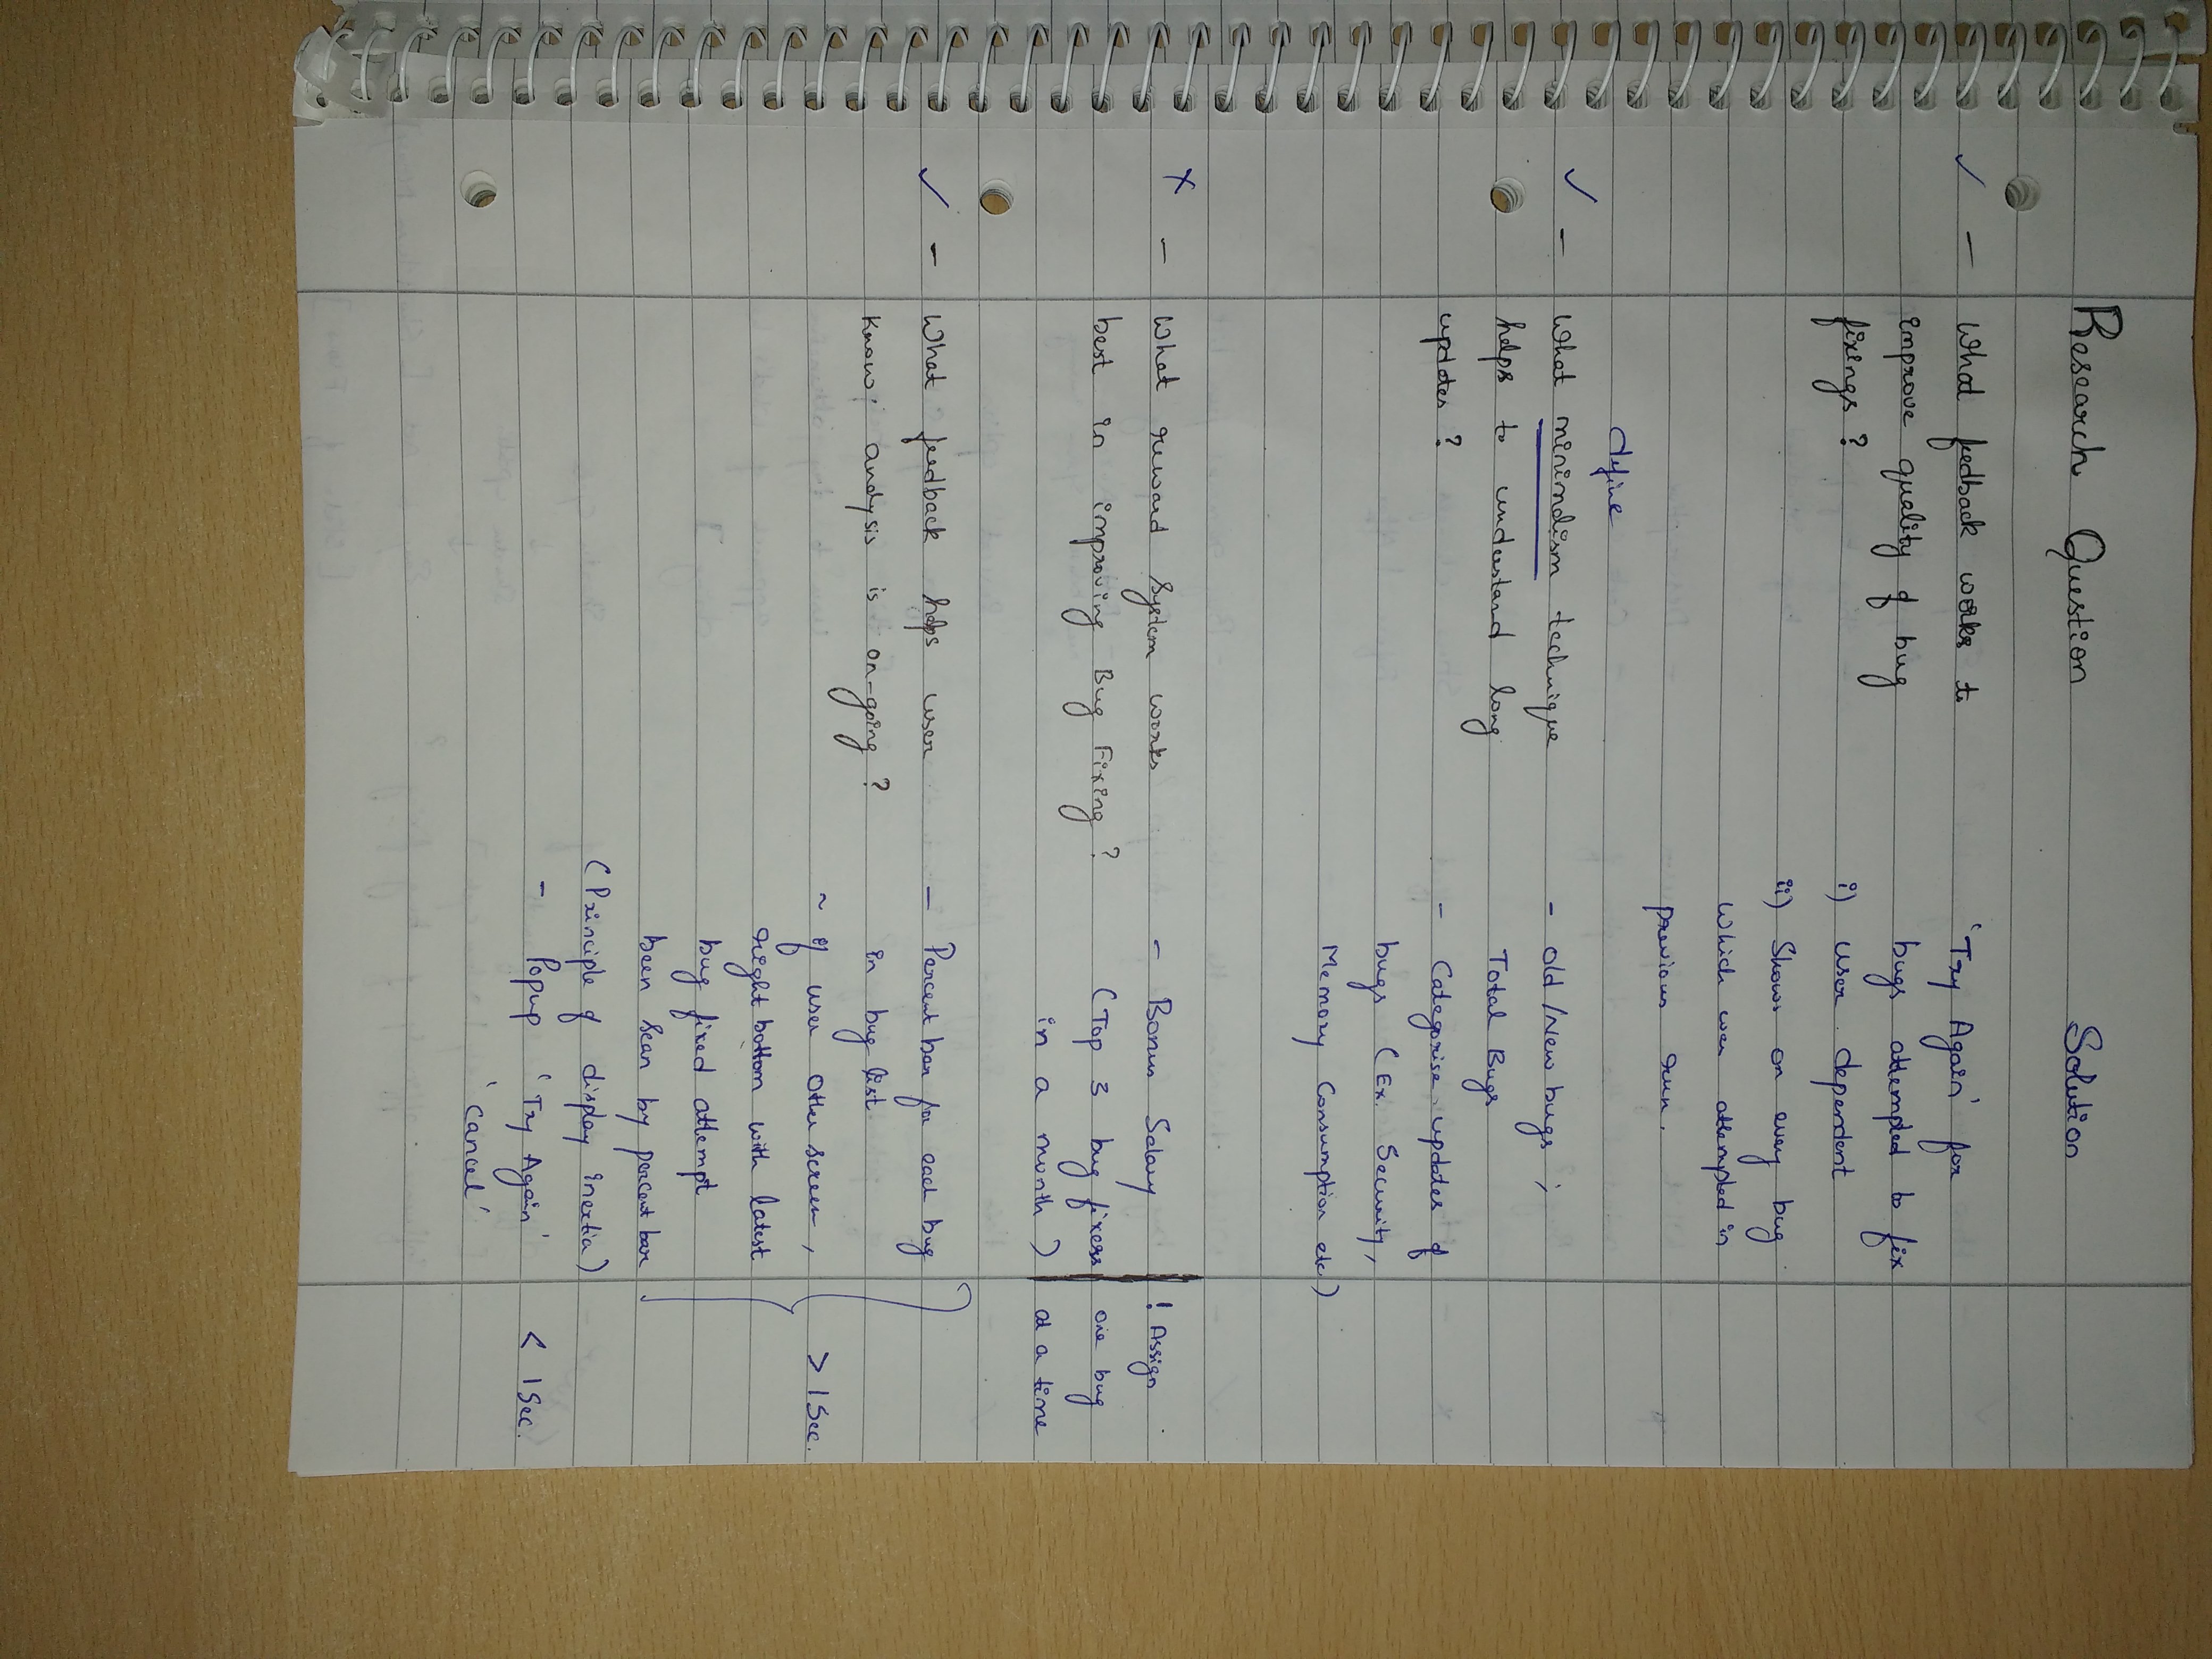 Research Question Solution
✓ - What feedback works to 'Try Again' for
improve quality of bug bugs attempted to fix
fixings? i) user dependent
ii) Shows on every bug
which was attempted in
previous run.
define
✓ - What minimalism technique - old/New bugs,
helps to understand long Total Bugs
updates? - Categorise updates of
bugs (Ex. Security,
Memory Consumption etc)
x - What reward System works - Bonus Salary ! Assign
best in improving Bug Fixing? (Top 3 bug fixers one bug
in a month) at a time
✓ - What feedback helps user - Percent bar for each bug
know, analysis is on-going? in bug list
~ if user other screen, > 1 Sec.
right bottom with latest
bug fixed attempt
been Scan by percent bar
(Principle of display inertia)
- Popup 'Try Again' < 1 Sec.
'Cancel'